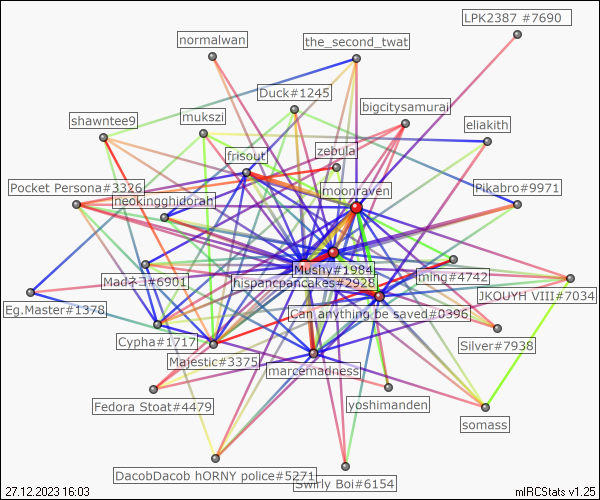 LPK2387 #7690
normalwan
the_second_twat
Duck#1245
bigcitysamurai
shawntee9
mukszi
eliakith
zebula
frisout
Pocket Persona#3326
moonraven
Pikabro#9971
neokingghidorah
Mushy#1984
ming#4742
Madネヨ#6901
hispancpancakes#2928
JKOUYH VIII#7034
Eg.Master#1378
Can anything be saved#0396
Cypha#1717
Silver#7938
Majestic#3375
marcemadness
Fedora Stoat#4479
yoshimanden
somass
DacobDacob hORNY police#5271
Swirly Boi#6154
27.12.2023 16:03
mIRCStats v1.25